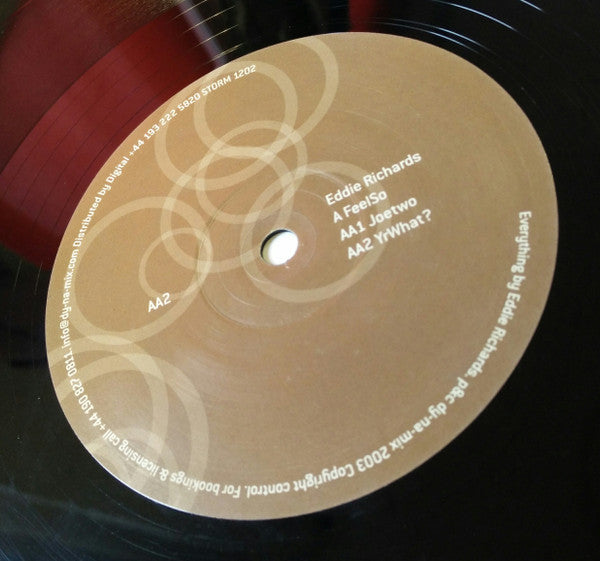 Eddie Richards
A FeelSo
AA1 Joetwo
AA2 YrWhat?
AA2
Everything by Eddie Richards. p&c dy-na-mix 2003 Copyright control. For bookings & licensing call +44 190 827 0811. info@dy-na-mix.com Distributed by Digital +44 193 222 5820 STORM 1202